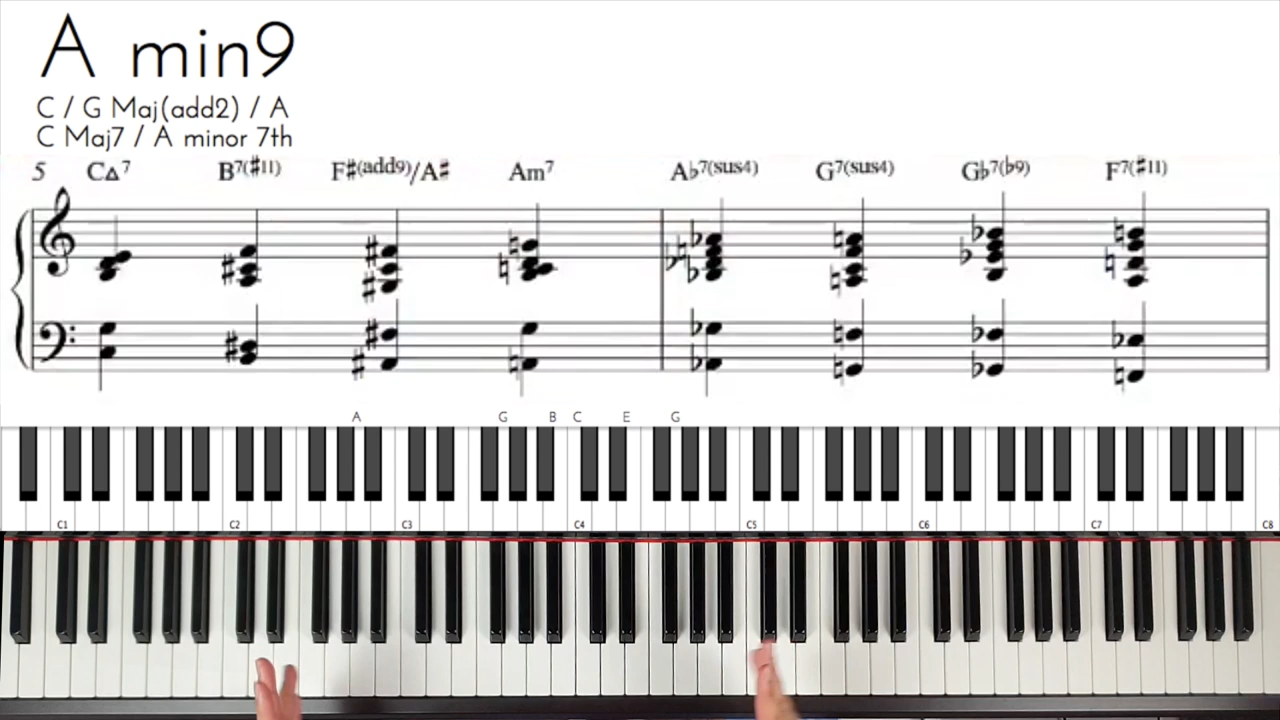 A min9
C / G Maj(add2) / A
C Maj7 / A minor 7th
5 C△7 B7(♯11) F♯(add9)/A♯ Am7 A♭7(sus4) G7(sus4) G♭7(♭9) F7(♯11)
A G B C E G
C1 C2 C3 C4 C5 C6 C7 C8